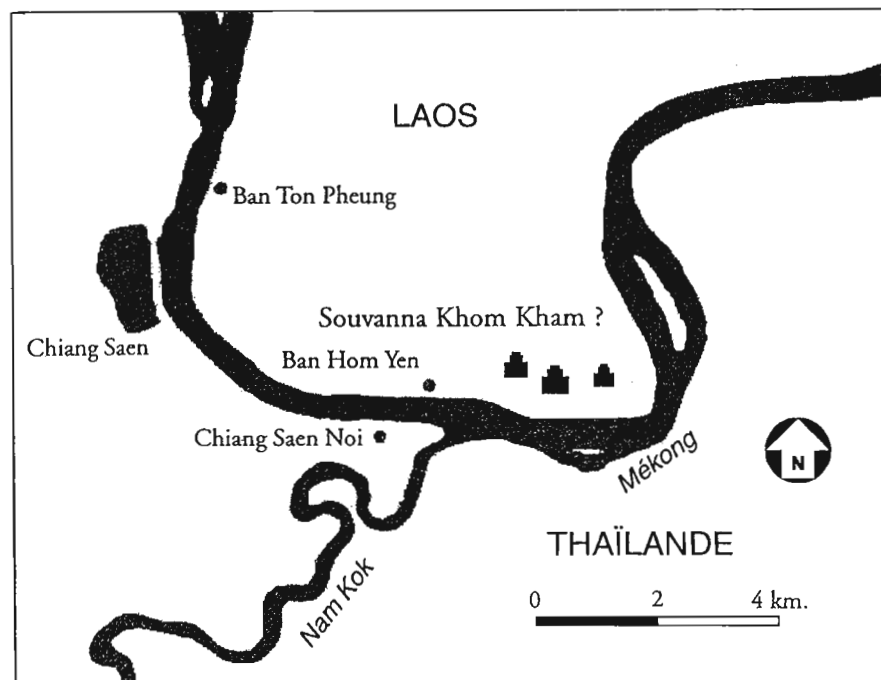 LAOS
Ban Ton Pheung
Souvanna Khom Kham ?
Chiang Saen
Ban Hom Yen
Chiang Saen Noi
Mékong
N
THAÏLANDE
Nam Kok
0 2 4 km.